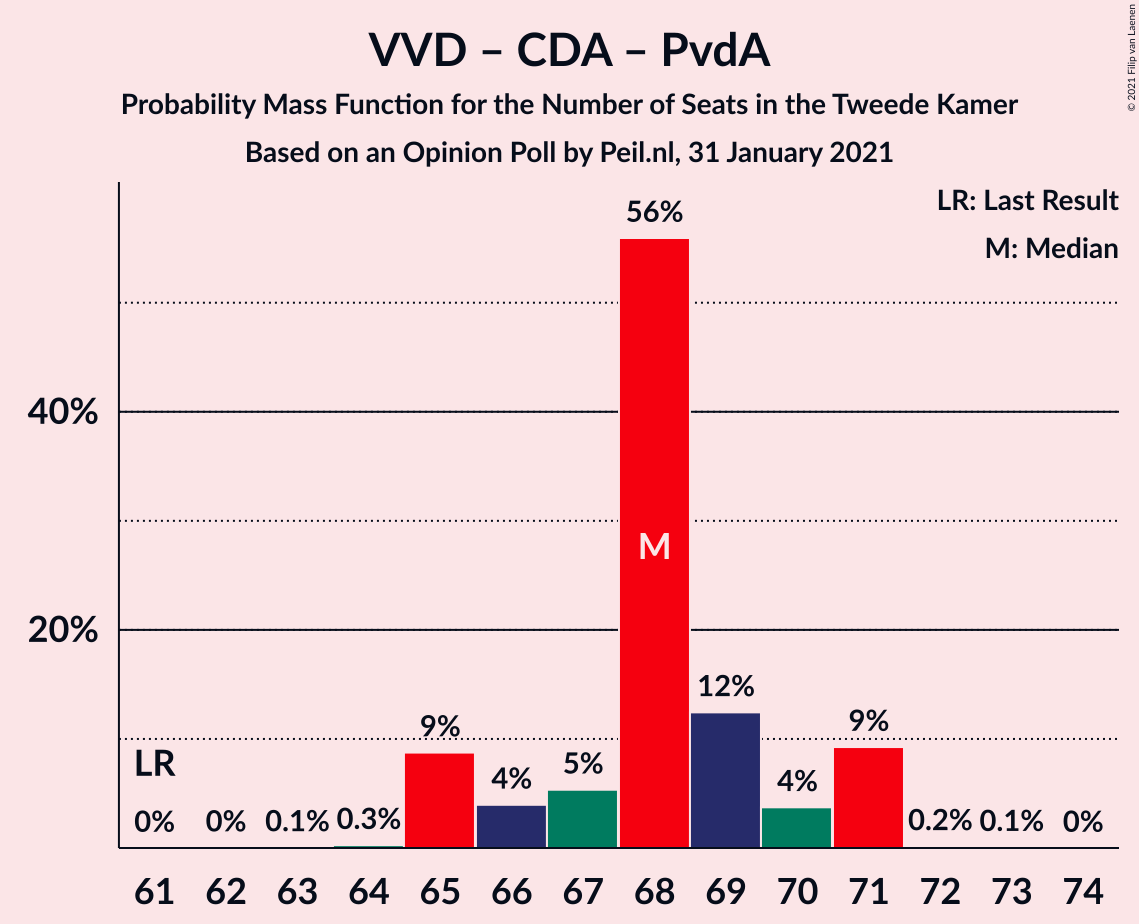 VVD – CDA – PvdA
Probability Mass Function for the Number of Seats in the Tweede Kamer
Based on an Opinion Poll by Peil.nl, 31 January 2021
© 2021 Filip van Laenen
LR: Last Result
M: Median
56%
40%
M
20%
12%
9%
9%
LR
4%
5%
4%
0%
0%
0.1%
0.3%
0.2%
0.1%
0%
61 62 63 64 65 66 67 68 69 70 71 72 73 74